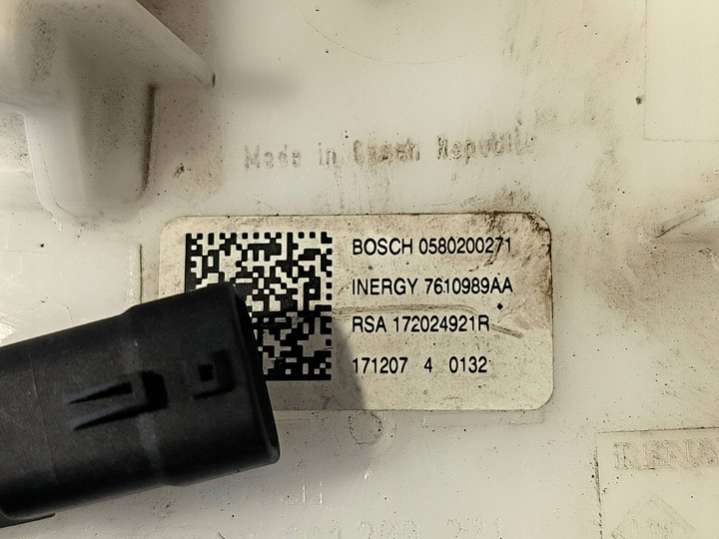 Made in Czech Republic
BOSCH 0580200271
INERGY 7610989AA
RSA 172024921R
171207 4 0132